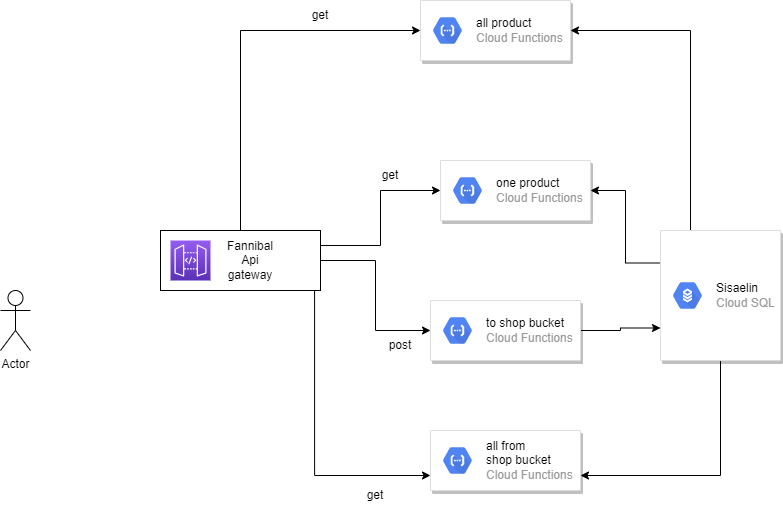 get
all product
Cloud Functions
get
one product
Cloud Functions
Fannibal
Api
gateway
Sisaelin
Cloud SQL
to shop bucket
Cloud Functions
post
Actor
all from
shop bucket
Cloud Functions
get